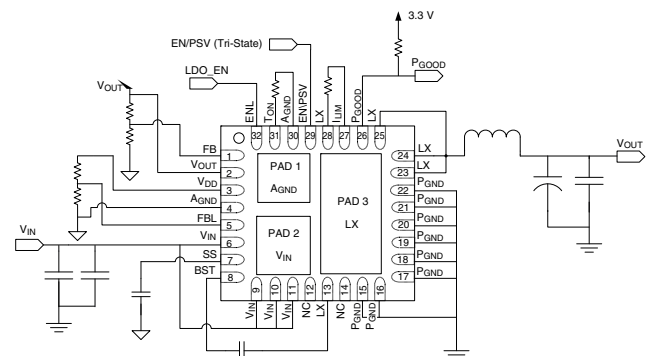 3.3 V
EN/PSV (Tri-State)
PGOOD
LDO_EN
VOUT
ENL
TON
AGND
EN\PSV
LX
ILIM
PGOOD
LX
32
31
30
29
28
27
26
25
FB
1
VOUT
2
VDD
3
AGND
4
FBL
5
VIN
VIN
6
SS
7
BST
8
PAD 1
AGND
PAD 2
VIN
PAD 3
LX
24
LX
23
LX
22
PGND
21
PGND
20
PGND
19
PGND
18
PGND
17
PGND
VOUT
9
10
11
12
13
14
15
16
VIN
VIN
VIN
NC
LX
NC
PGND
PGND